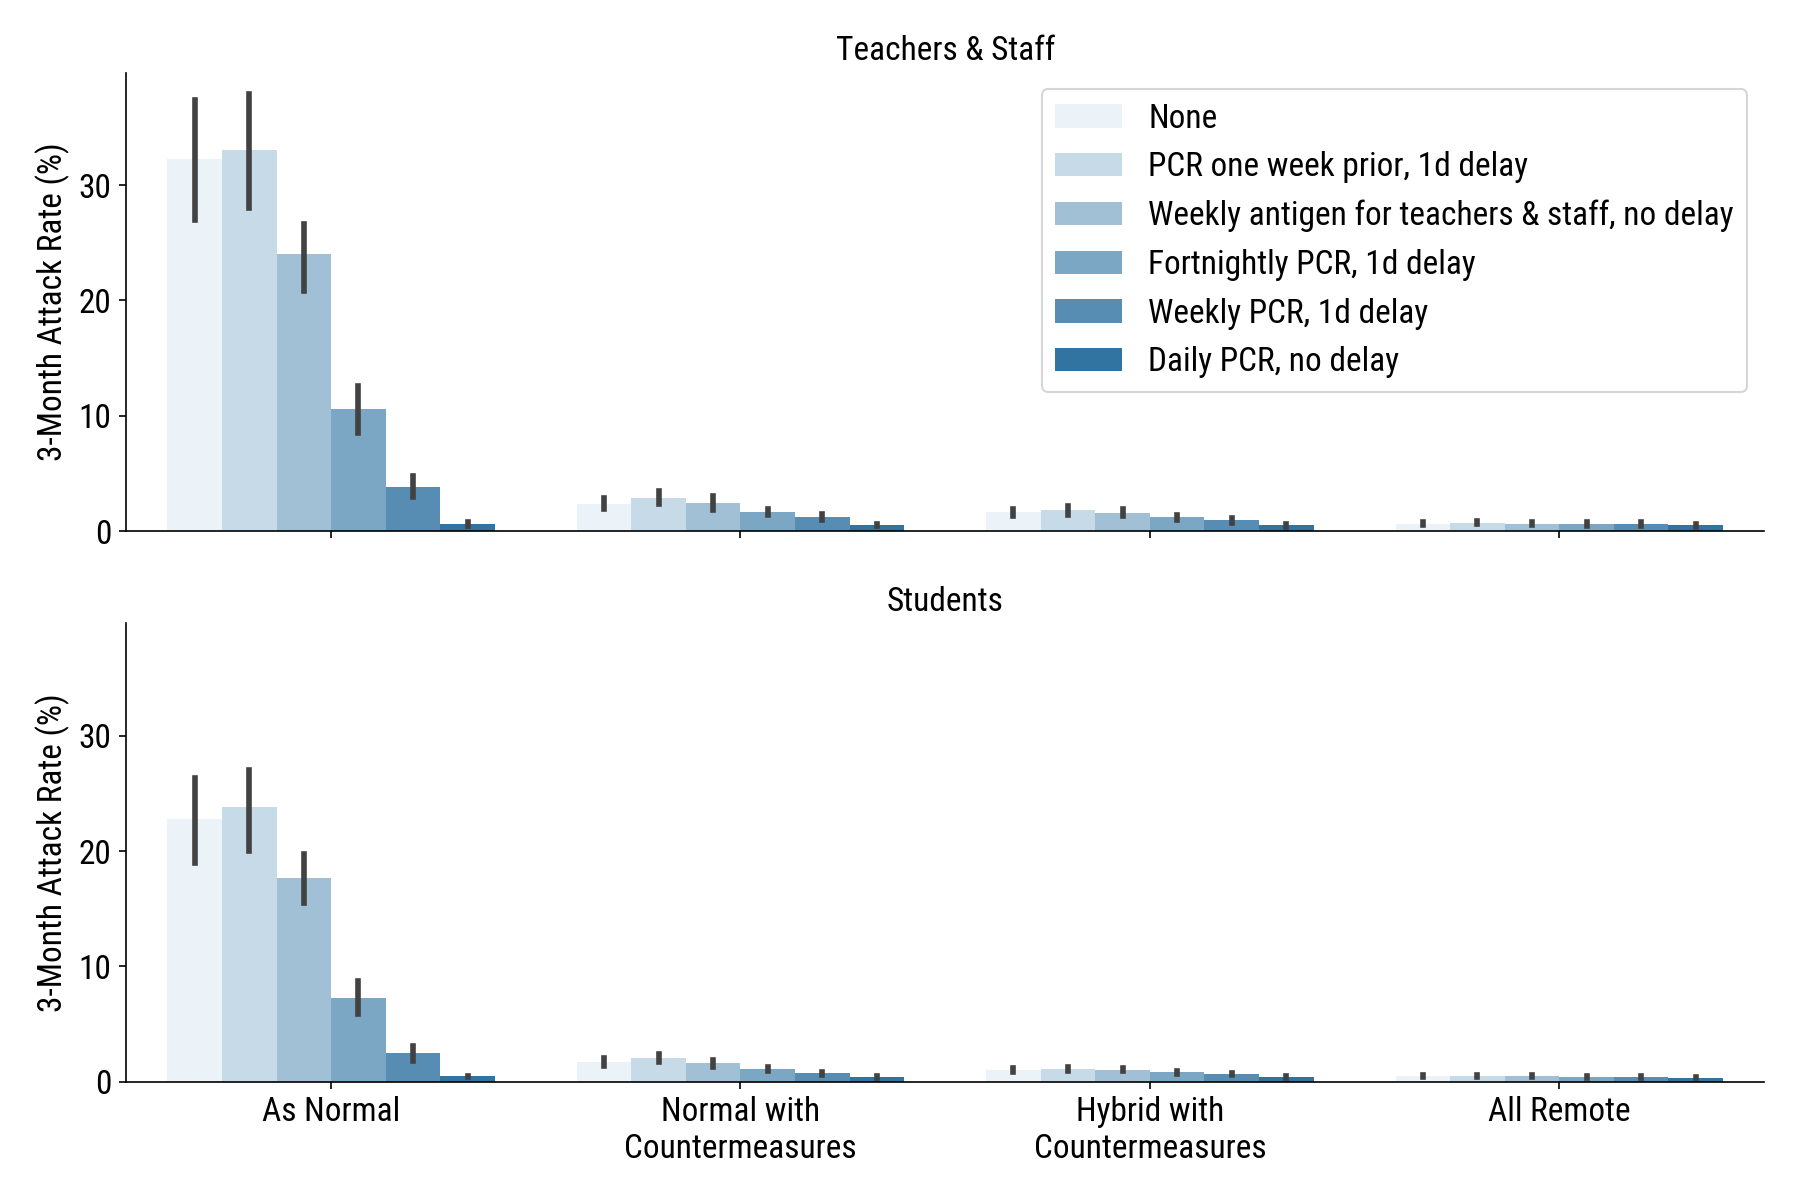 Teachers & Staff
3-Month Attack Rate (%)
30
20
10
0
None
PCR one week prior, 1d delay
Weekly antigen for teachers & staff, no delay
Fortnightly PCR, 1d delay
Weekly PCR, 1d delay
Daily PCR, no delay
Students
3-Month Attack Rate (%)
30
20
10
0
As Normal
Normal with
Countermeasures
Hybrid with
Countermeasures
All Remote